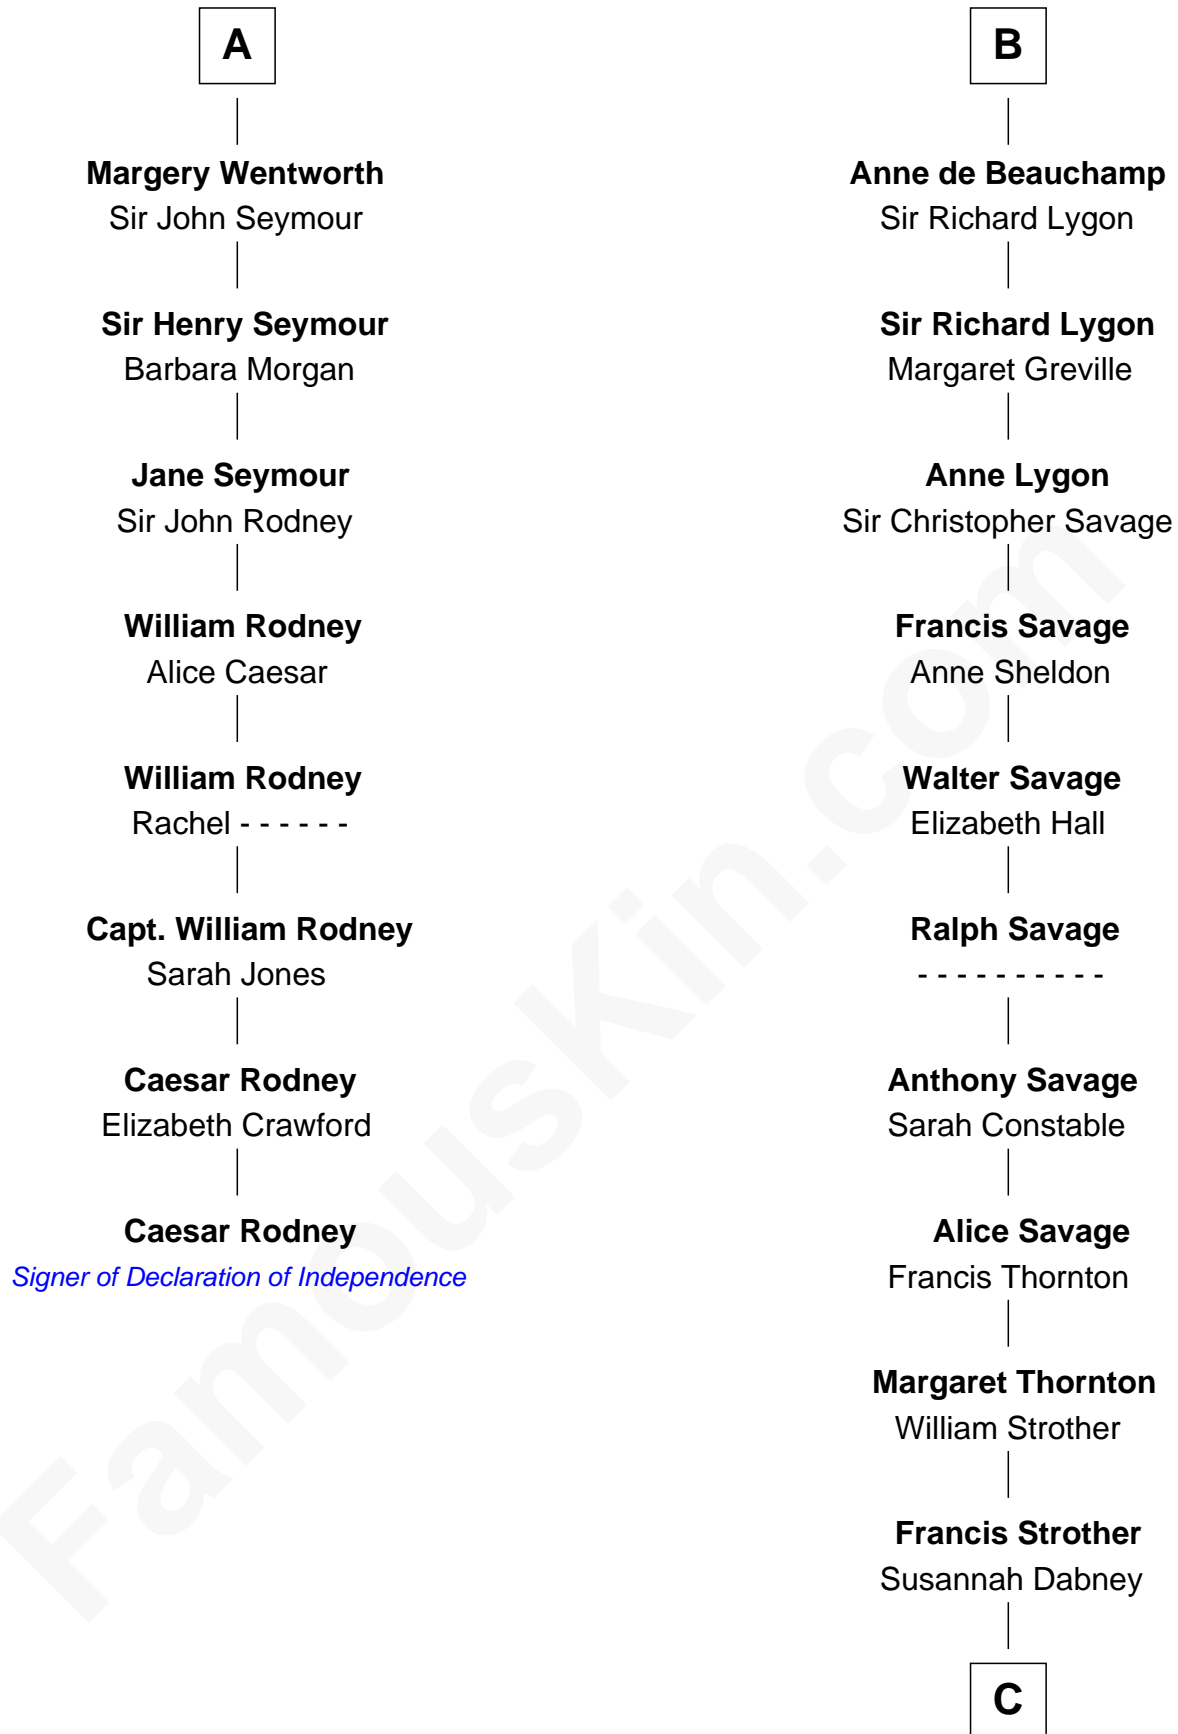 A
Margery Wentworth
Sir John Seymour
Sir Henry Seymour
Barbara Morgan
Jane Seymour
Sir John Rodney
William Rodney
Alice Caesar
William Rodney
Rachel - - - - - -
Capt. William Rodney
Sarah Jones
Caesar Rodney
Elizabeth Crawford
Caesar Rodney
Signer of Declaration of Independence
B
Anne de Beauchamp
Sir Richard Lygon
Sir Richard Lygon
Margaret Greville
Anne Lygon
Sir Christopher Savage
Francis Savage
Anne Sheldon
Walter Savage
Elizabeth Hall
Ralph Savage
- - - - - - - - - -
Anthony Savage
Sarah Constable
Alice Savage
Francis Thornton
Margaret Thornton
William Strother
Francis Strother
Susannah Dabney
C
FamousKin.com